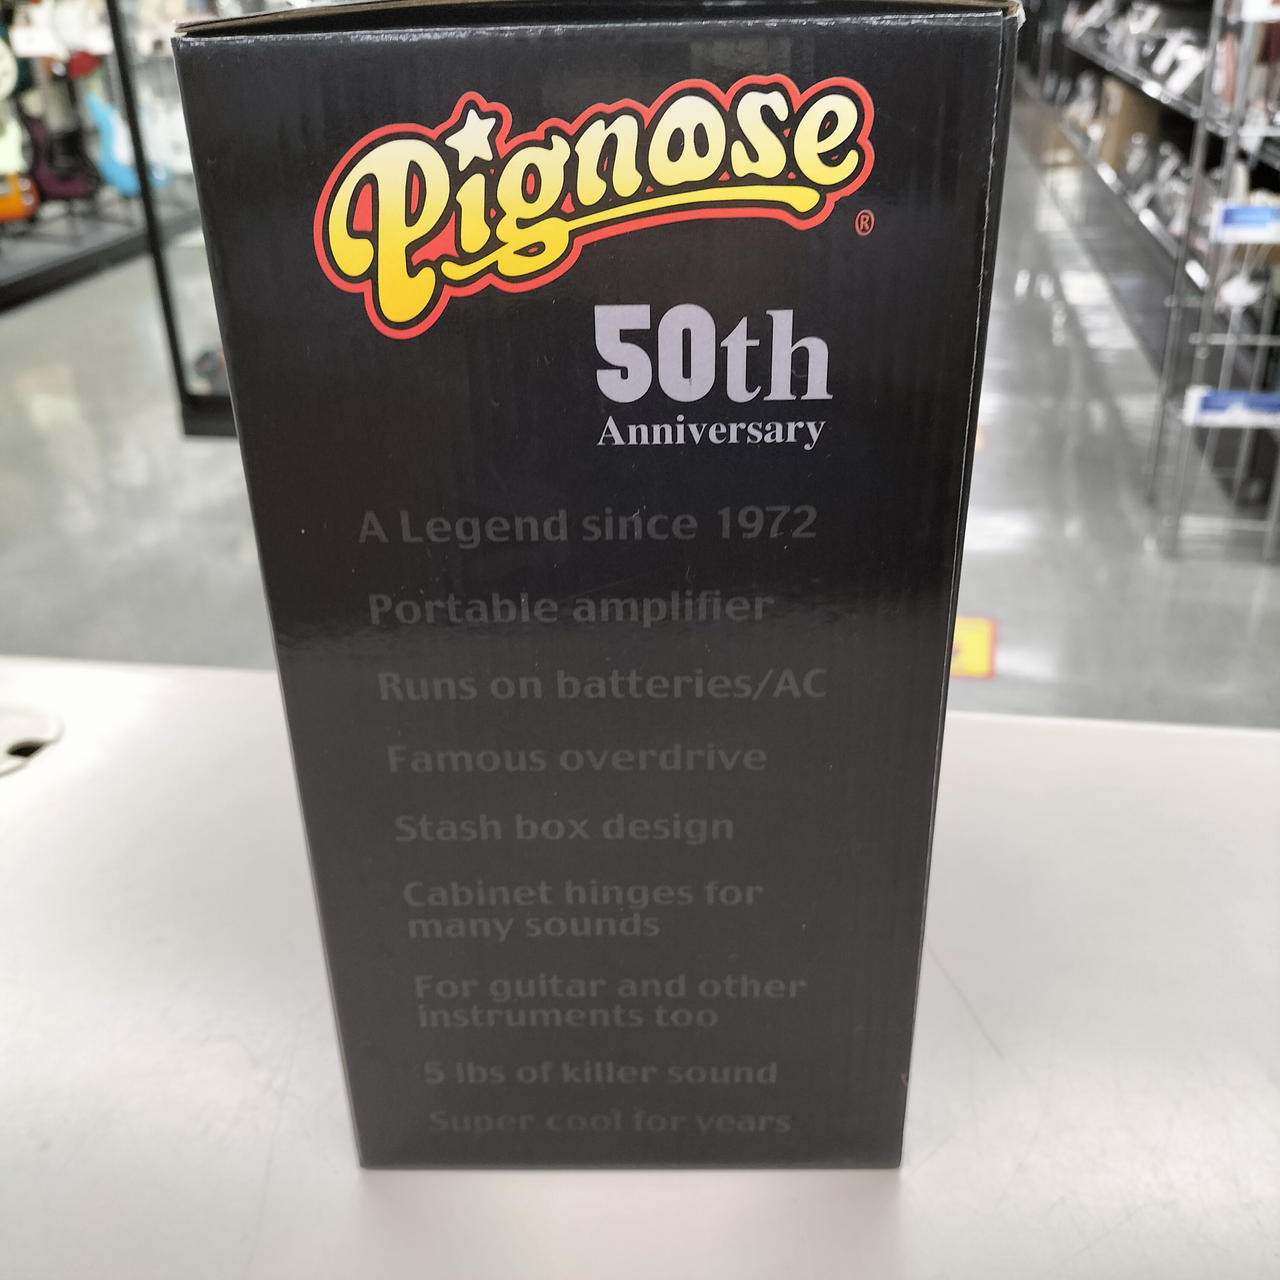 Pignose
®
50th
Anniversary
A Legend since 1972
Portable amplifier
Runs on batteries/AC
Famous overdrive
Stash box design
Cabinet hinges for
many sounds
For guitar and other
instruments too
5 lbs of killer sound
Super cool for years